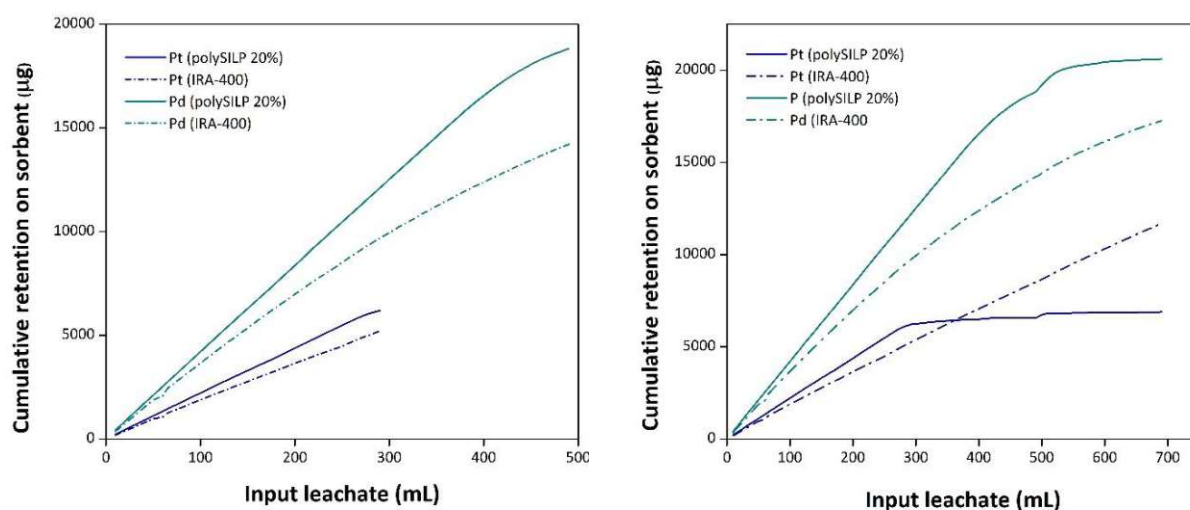 Cumulative retention on sorbent (µg)
20000
15000
10000
5000
0
Pt (polySILP 20%)
Pt (IRA-400)
Pd (polySILP 20%)
Pd (IRA-400)
0 100 200 300 400 500
Input leachate (mL)
Cumulative retention on sorbent (µg)
20000
15000
10000
5000
0
Pt (polySILP 20%)
Pt (IRA-400)
P (polySILP 20%)
Pd (IRA-400
0 100 200 300 400 500 600 700
Input leachate (mL)